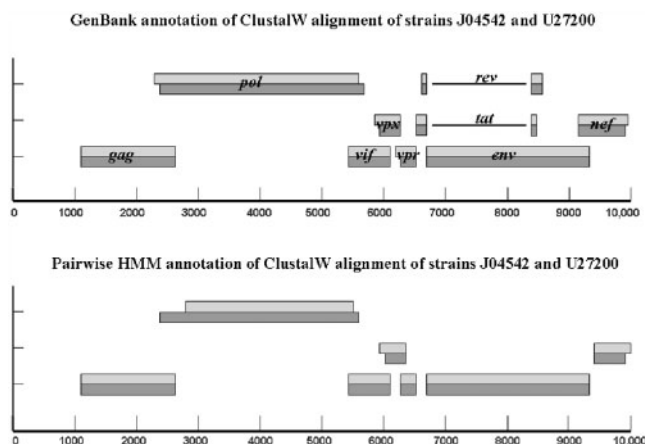 GenBank annotation of ClustalW alignment of strains J04542 and U27200
pol
rev
vpx
tat
nef
gag
vif
vpr
env
0 1000 2000 3000 4000 5000 6000 7000 8000 9000 10,000
Pairwise HMM annotation of ClustalW alignment of strains J04542 and U27200
0 1000 2000 3000 4000 5000 6000 7000 8000 9000 10,000